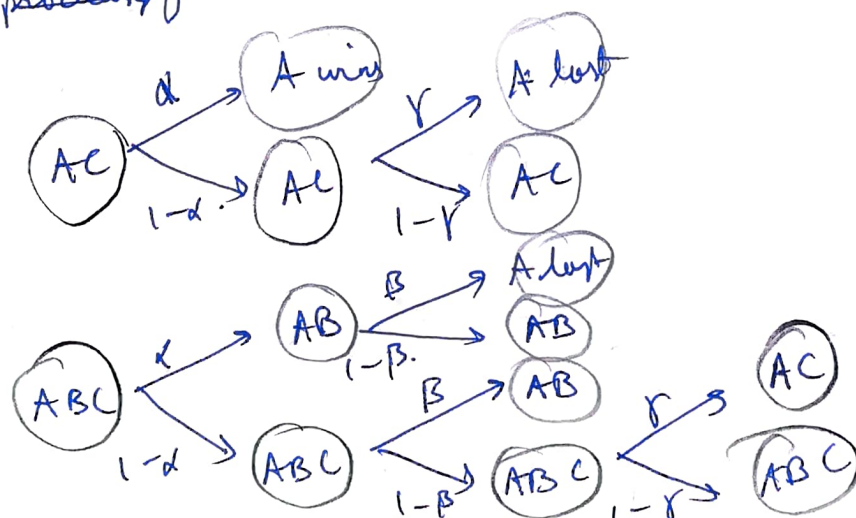 α A wins γ A lost
AC
1-α. AC 1-γ AC
β A lost
α AB 1-β. AB
ABC β AB γ AC
1-α ABC 1-β ABC 1-γ ABC